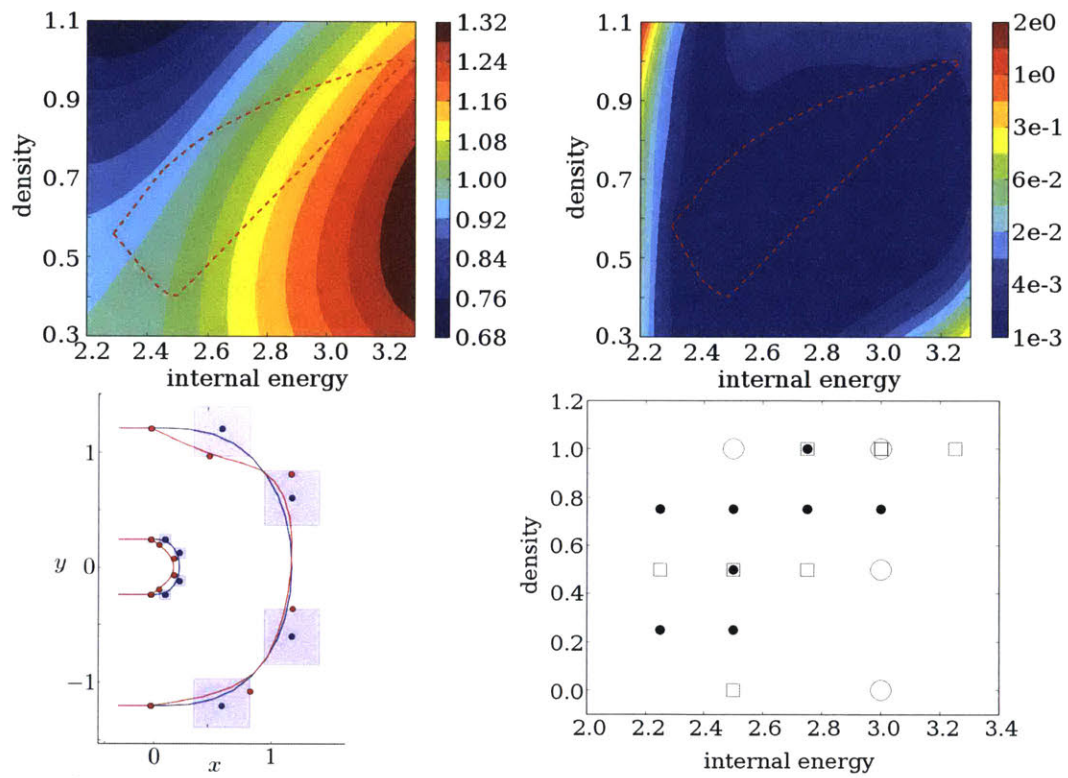 1.1
0.9
0.7
0.5
0.3
density
2.2 2.4 2.6 2.8 3.0 3.2
internal energy
1.32
1.24
1.16
1.08
1.00
0.92
0.84
0.76
0.68
1.1
0.9
0.7
0.5
0.3
density
2.2 2.4 2.6 2.8 3.0 3.2
internal energy
2e0
1e0
3e-1
6e-2
2e-2
4e-3
1e-3
1
0
−1
y
0 1
x
1.2
1.0
0.8
0.6
0.4
0.2
0.0
density
2.0 2.2 2.4 2.6 2.8 3.0 3.2 3.4
internal energy